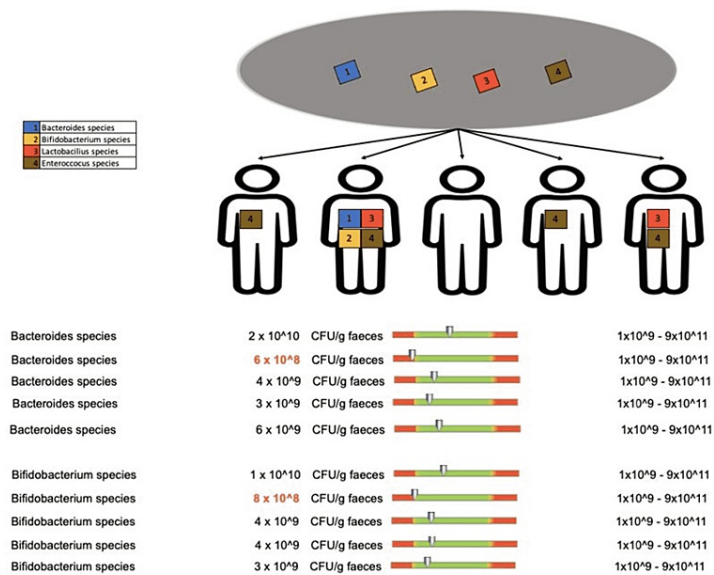 1
2
3
4
1 Bacteroides species
2 Bifidobacterium species
3 Lactobacilius species
4 Enteroccocus species
4
1 3
2 4
4
3
4
Bacteroides species 2 x 10^10 CFU/g faeces 1x10^9 - 9x10^11
Bacteroides species 6 x 10^8 CFU/g faeces 1x10^9 - 9x10^11
Bacteroides species 4 x 10^9 CFU/g faeces 1x10^9 - 9x10^11
Bacteroides species 3 x 10^9 CFU/g faeces 1x10^9 - 9x10^11
Bacteroides species 6 x 10^9 CFU/g faeces 1x10^9 - 9x10^11
Bifidobacterium species 1 x 10^10 CFU/g faeces 1x10^9 - 9x10^11
Bifidobacterium species 8 x 10^8 CFU/g faeces 1x10^9 - 9x10^11
Bifidobacterium species 4 x 10^9 CFU/g faeces 1x10^9 - 9x10^11
Bifidobacterium species 4 x 10^9 CFU/g faeces 1x10^9 - 9x10^11
Bifidobacterium species 3 x 10^9 CFU/g faeces 1x10^9 - 9x10^11